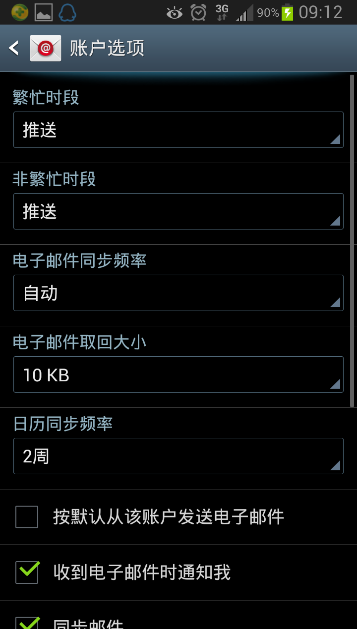 3G 90% 09:12
账户选项
繁忙时段
推送
非繁忙时段
推送
电子邮件同步频率
自动
电子邮件取回大小
10 KB
日历同步频率
2周
按默认从该账户发送电子邮件
收到电子邮件时通知我
同步邮件